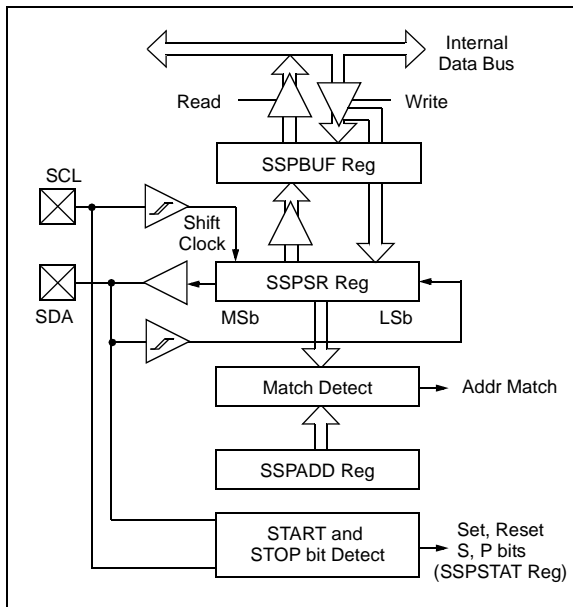 Internal
Data Bus
Read
Write
SSPBUF Reg
SCL
Shift
Clock
SSPSR Reg
SDA
MSb
LSb
Match Detect
Addr Match
SSPADD Reg
START and
STOP bit Detect
Set, Reset
S, P bits
(SSPSTAT Reg)